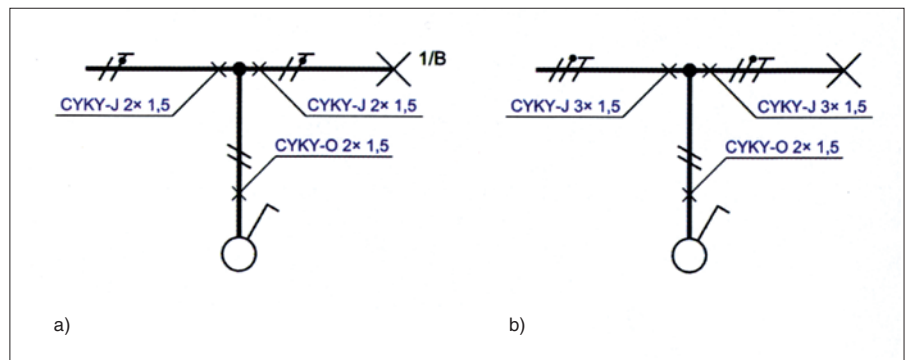 1/B
CYKY-J 2× 1,5 CYKY-J 2× 1,5
CYKY-O 2× 1,5
a)
CYKY-J 3× 1,5 CYKY-J 3× 1,5
CYKY-O 2× 1,5
b)